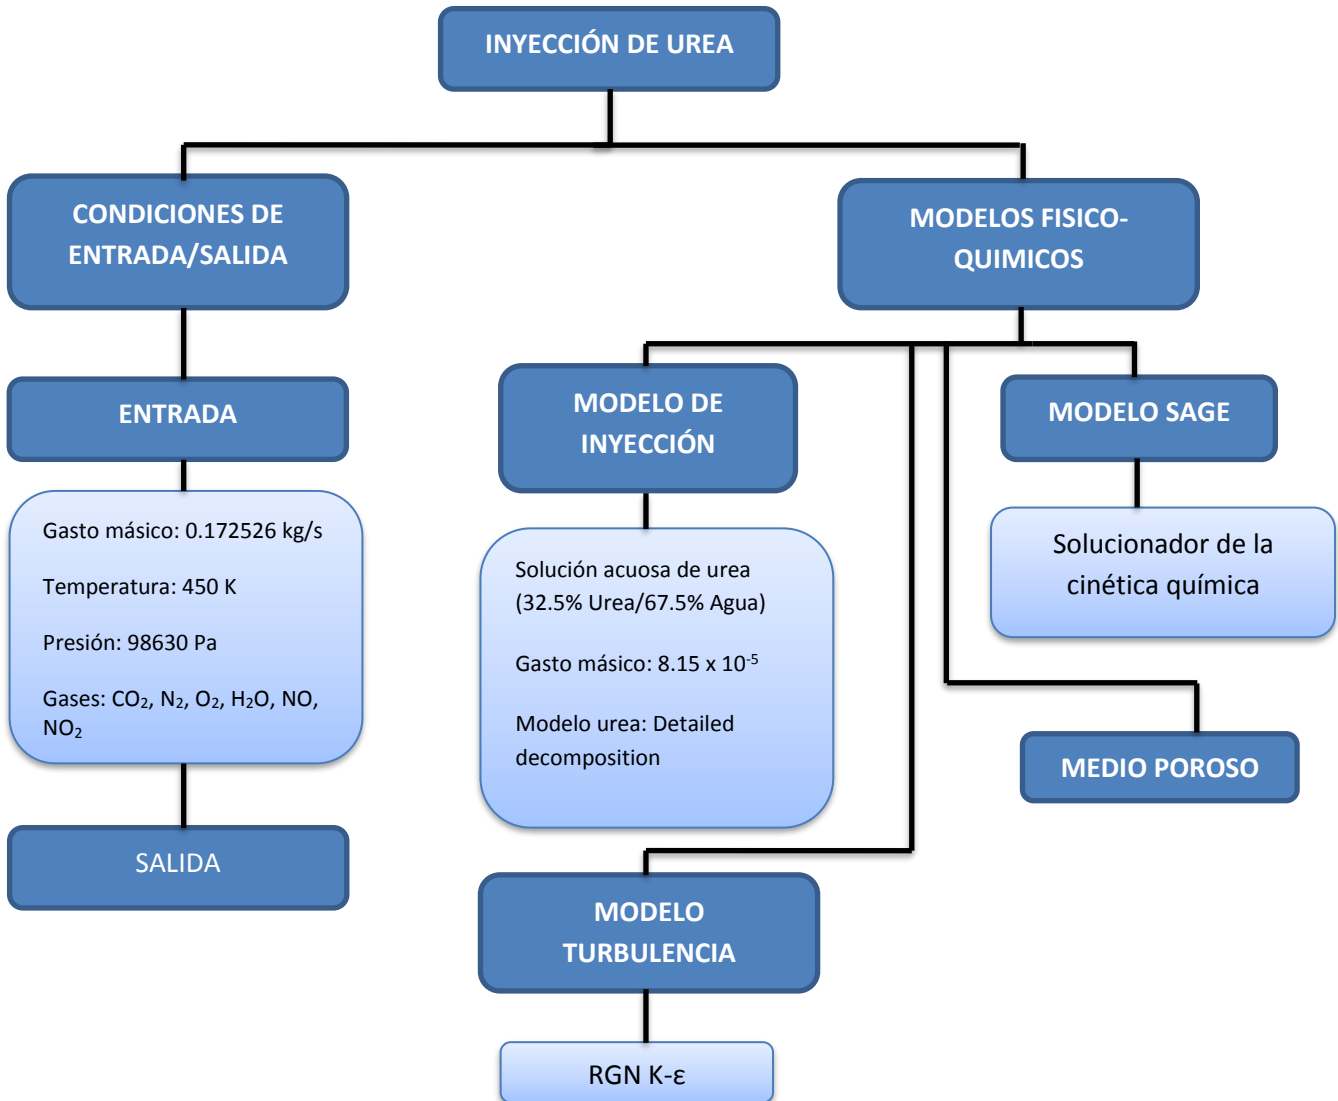 INYECCIÓN DE UREA
CONDICIONES DE
ENTRADA/SALIDA
ENTRADA
Gasto másico: 0.172526 kg/s
Temperatura: 450 K
Presión: 98630 Pa
Gases: CO₂, N₂, O₂, H₂O, NO,
NO₂
SALIDA
MODELOS FISICO-
QUIMICOS
MODELO DE
INYECCIÓN
Solución acuosa de urea
(32.5% Urea/67.5% Agua)
Gasto másico: 8.15 x 10⁻⁵
Modelo urea: Detailed
decomposition
MODELO
TURBULENCIA
RGN K-ε
MODELO SAGE
Solucionador de la
cinética química
MEDIO POROSO